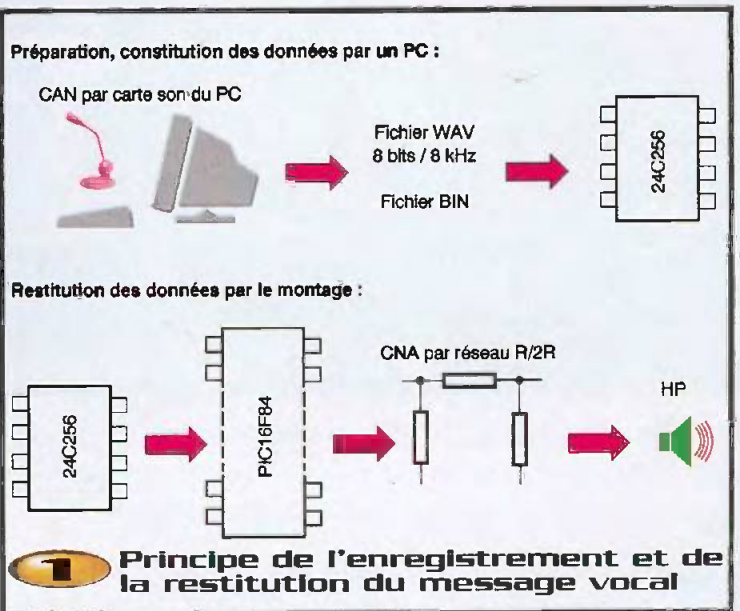 Préparation, constitution des données par un PC :
CAN par carte son du PC
Fichier WAV
8 bits / 8 kHz
Fichier BIN
24C256
Restitution des données par le montage :
24C256
PIC16F84
CNA par réseau R/2R
HP
1 Principe de l'enregistrement et de
la restitution du message vocal